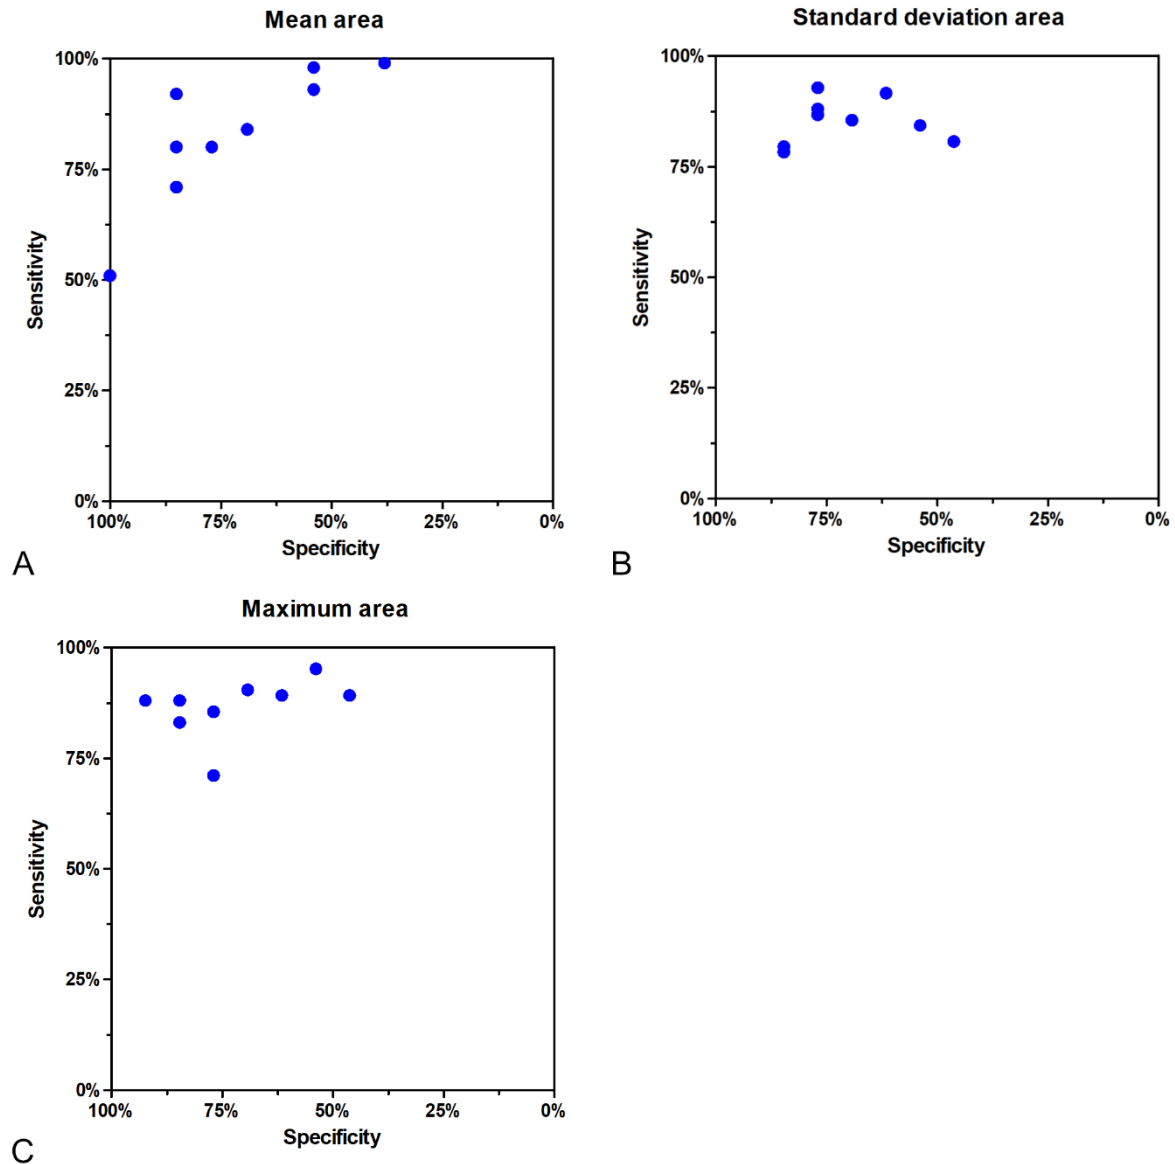 Mean area
100%
75%
50%
25%
0%
Sensitivity
100% 75% 50% 25% 0%
Specificity
A
Standard deviation area
100%
75%
50%
25%
0%
Sensitivity
100% 75% 50% 25% 0%
Specificity
B
Maximum area
100%
75%
50%
25%
0%
Sensitivity
100% 75% 50% 25% 0%
Specificity
C